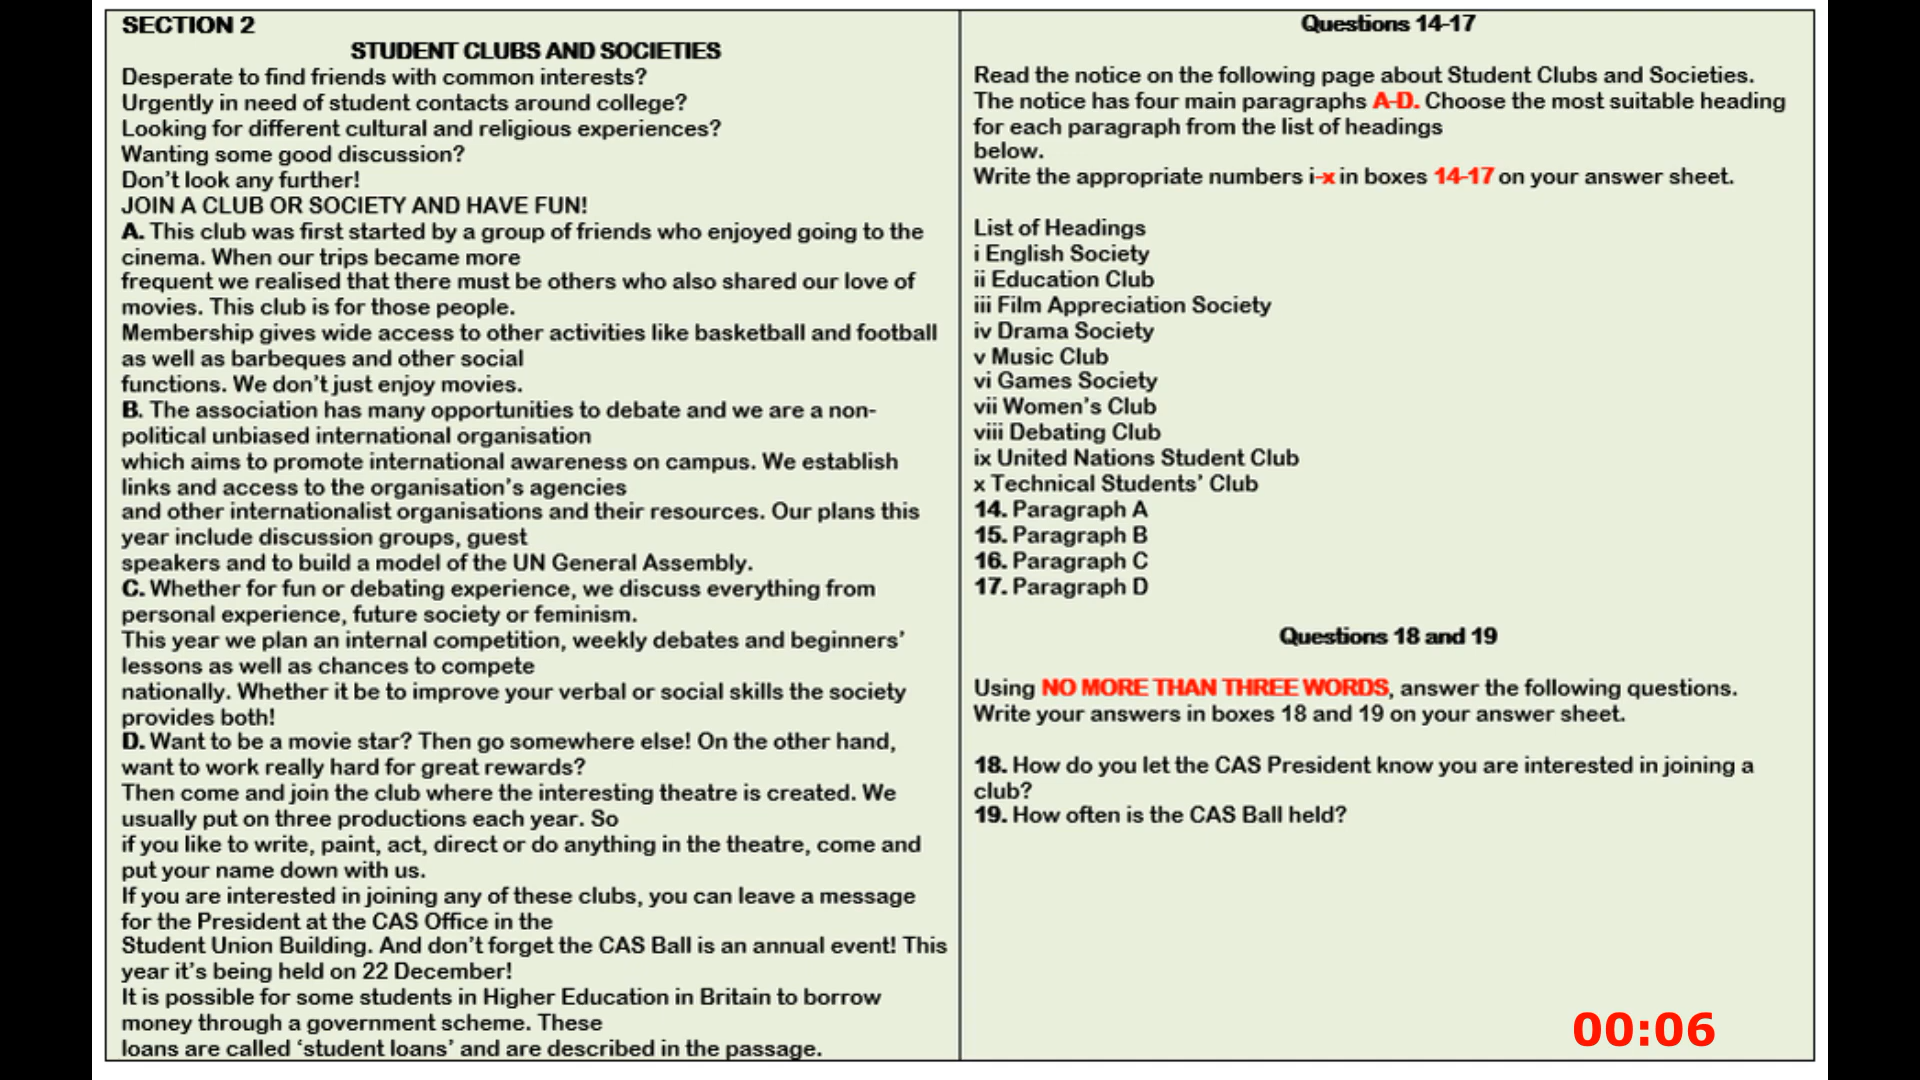 SECTION 2
STUDENT CLUBS AND SOCIETIES
Desperate to find friends with common interests?
Urgently in need of student contacts around college?
Looking for different cultural and religious experiences?
Wanting some good discussion?
Don't look any further!
JOIN A CLUB OR SOCIETY AND HAVE FUN!
A. This club was first started by a group of friends who enjoyed going to the
cinema. When our trips became more
frequent we realised that there must be others who also shared our love of
movies. This club is for those people.
Membership gives wide access to other activities like basketball and football
as well as barbeques and other social
functions. We don't just enjoy movies.
B. The association has many opportunities to debate and we are a non-
political unbiased international organisation
which aims to promote international awareness on campus. We establish
links and access to the organisation's agencies
and other internationalist organisations and their resources. Our plans this
year include discussion groups, guest
speakers and to build a model of the UN General Assembly.
C. Whether for fun or debating experience, we discuss everything from
personal experience, future society or feminism.
This year we plan an internal competition, weekly debates and beginners'
lessons as well as chances to compete
nationally. Whether it be to improve your verbal or social skills the society
provides both!
D. Want to be a movie star? Then go somewhere else! On the other hand,
want to work really hard for great rewards?
Then come and join the club where the interesting theatre is created. We
usually put on three productions each year. So
if you like to write, paint, act, direct or do anything in the theatre, come and
put your name down with us.
If you are interested in joining any of these clubs, you can leave a message
for the President at the CAS Office in the
Student Union Building. And don't forget the CAS Ball is an annual event! This
year it's being held on 22 December!
It is possible for some students in Higher Education in Britain to borrow
money through a government scheme. These
loans are called 'student loans' and are described in the passage.
Questions 14-17
Read the notice on the following page about Student Clubs and Societies.
The notice has four main paragraphs A-D. Choose the most suitable heading
for each paragraph from the list of headings
below.
Write the appropriate numbers i-x in boxes 14-17 on your answer sheet.
List of Headings
i English Society
ii Education Club
iii Film Appreciation Society
iv Drama Society
v Music Club
vi Games Society
vii Women's Club
viii Debating Club
ix United Nations Student Club
x Technical Students' Club
14. Paragraph A
15. Paragraph B
16. Paragraph C
17. Paragraph D
Questions 18 and 19
Using NO MORE THAN THREE WORDS, answer the following questions.
Write your answers in boxes 18 and 19 on your answer sheet.
18. How do you let the CAS President know you are interested in joining a
club?
19. How often is the CAS Ball held?
00:06